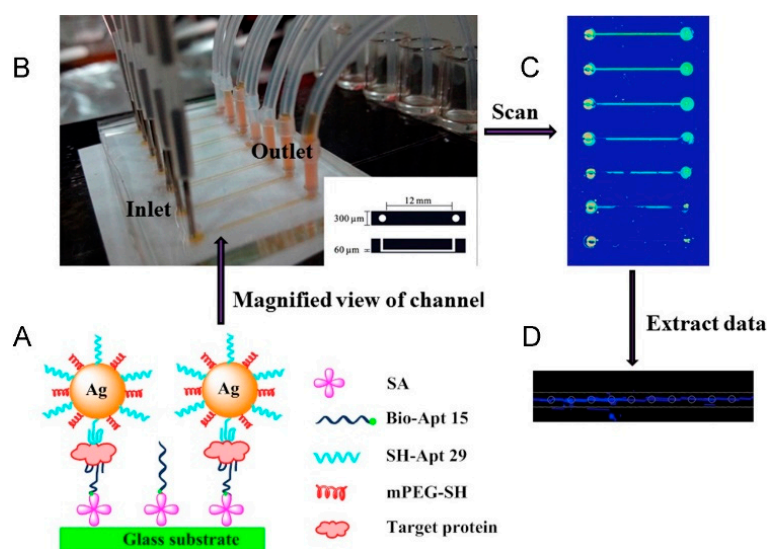 B
Inlet
Outlet
12 mm
300 μm
60 μm
Scan
C
Magnified view of channel
Extract data
A
Ag
Ag
SA
Bio-Apt 15
SH-Apt 29
mPEG-SH
Target protein
Glass substrate
D